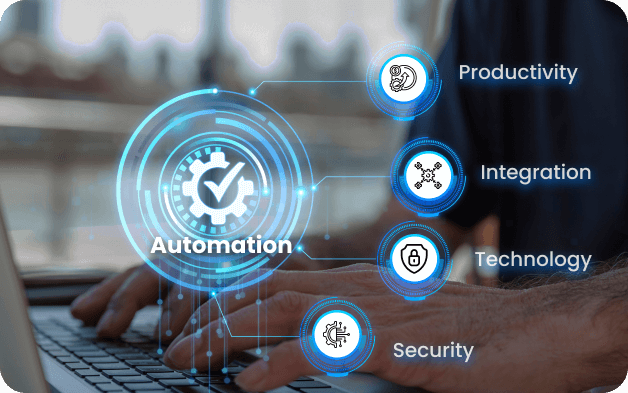 Productivity
Integration
Automation
Technology
Security